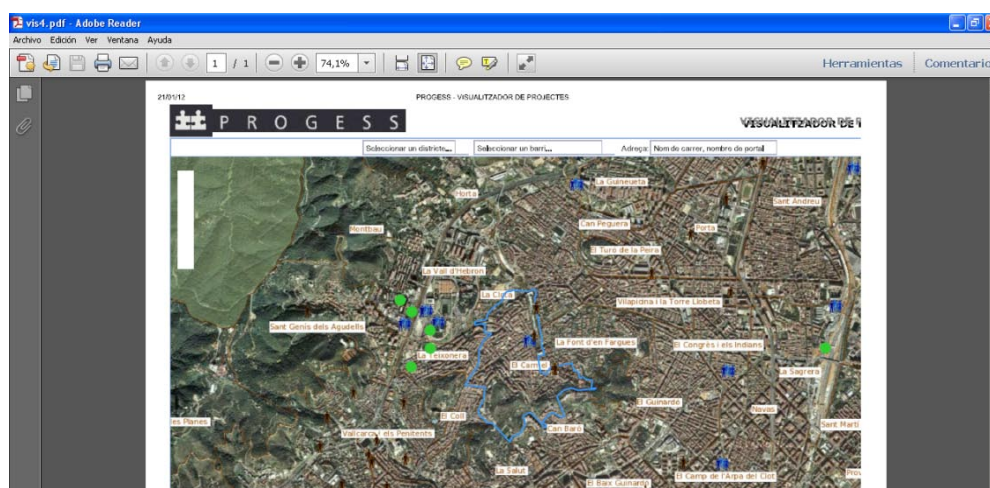 vis4.pdf - Adobe Reader
Archivo Edición Ver Ventana Ayuda
1 / 1 74,1% Herramientas Comentario
21/01/12 PROGESS - VISUALITZADOR DE PROJECTES
PROGESS
VISUALITZADOR DE
Seleccionar un districte... Seleccionar un barri... Adreça: Nom de carrer, nombre de portal
La Guineueta
Horta
Sant Andreu
Can Peguera
Porta
Montbau
El Turó de la Peira
La Vall d'Hebron
La Clota
Vilapicina i la Torre Llobeta
Sant Genís dels Agudells
La Font d'en Fargues
El Congrés i els Indians
La Teixonera
El Carmel
La Sagrera
El Guinardó
Navas
El Coll
les Planes
Can Baró
Sant Martí
Vallcarca i els Penitents
La Salut
El Camp de l'Arpa del Clot
Prov
El Baix Guinardó